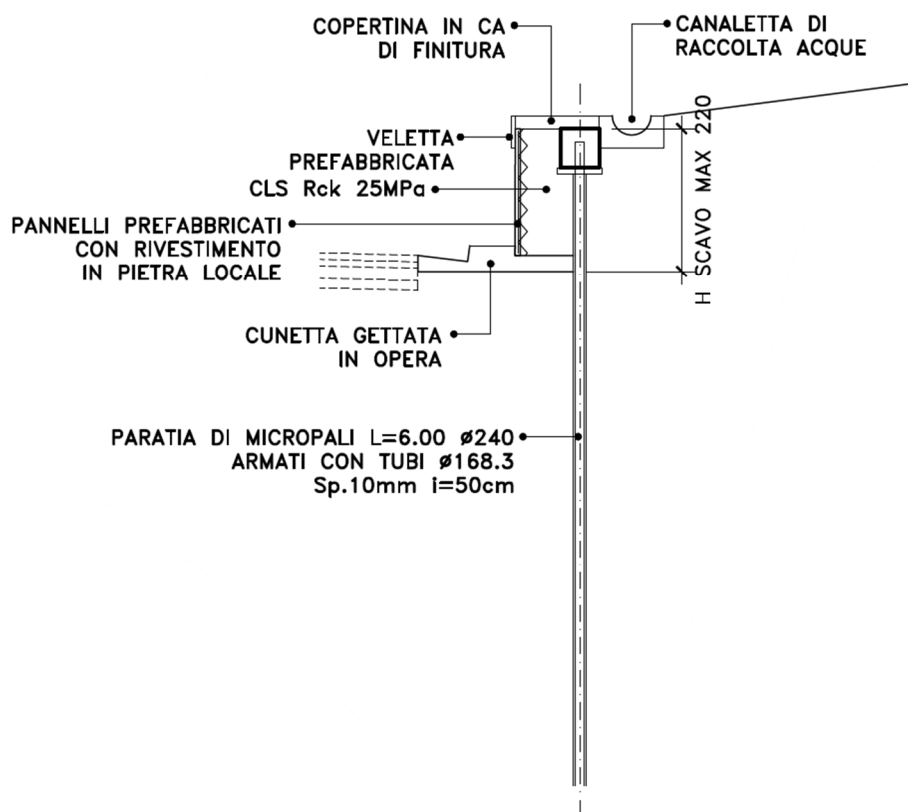 COPERTINA IN CA
DI FINITURA
CANALETTA DI
RACCOLTA ACQUE
VELETTA
PREFABBRICATA
CLS Rck 25MPa
PANNELLI PREFABBRICATI
CON RIVESTIMENTO
IN PIETRA LOCALE
H SCAVO MAX 220
CUNETTA GETTATA
IN OPERA
PARATIA DI MICROPALI L=6.00 ø240
ARMATI CON TUBI ø168.3
Sp.10mm i=50cm